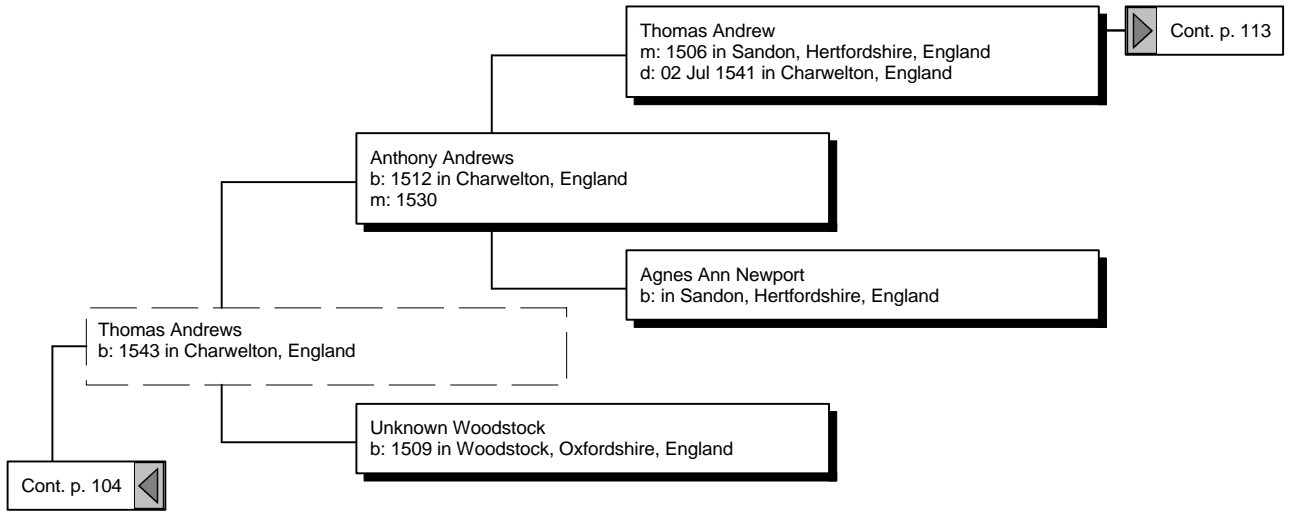 Thomas Andrew
m: 1506 in Sandon, Hertfordshire, England
d: 02 Jul 1541 in Charwelton, England
Cont. p. 113
Anthony Andrews
b: 1512 in Charwelton, England
m: 1530
Agnes Ann Newport
b: in Sandon, Hertfordshire, England
Thomas Andrews
b: 1543 in Charwelton, England
Unknown Woodstock
b: 1509 in Woodstock, Oxfordshire, England
Cont. p. 104